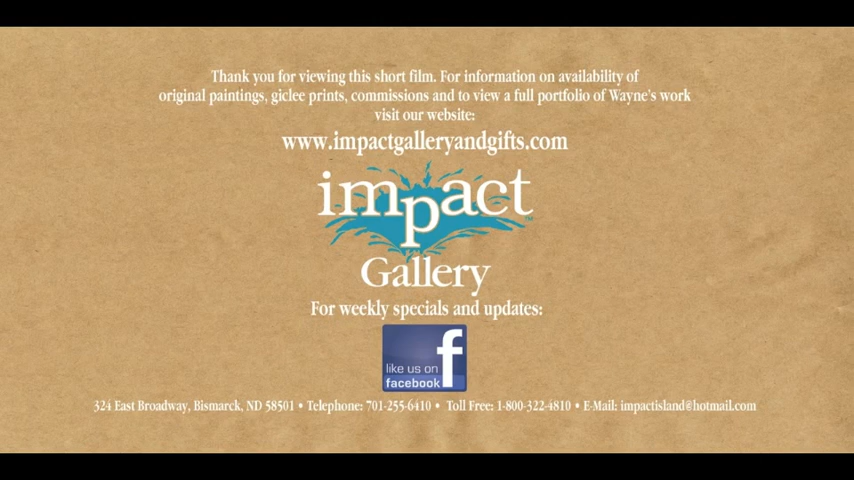 Thank you for viewing this short film. For information on availability of
original paintings, giclee prints, commissions and to view a full portfolio of Wayne's work
visit our website:
www.impactgalleryandgifts.com
impact™
Gallery
For weekly specials and updates:
like us on
facebook
f
324 East Broadway, Bismarck, ND 58501 • Telephone: 701-255-6410 • Toll Free: 1-800-322-4810 • E-Mail: impactisland@hotmail.com